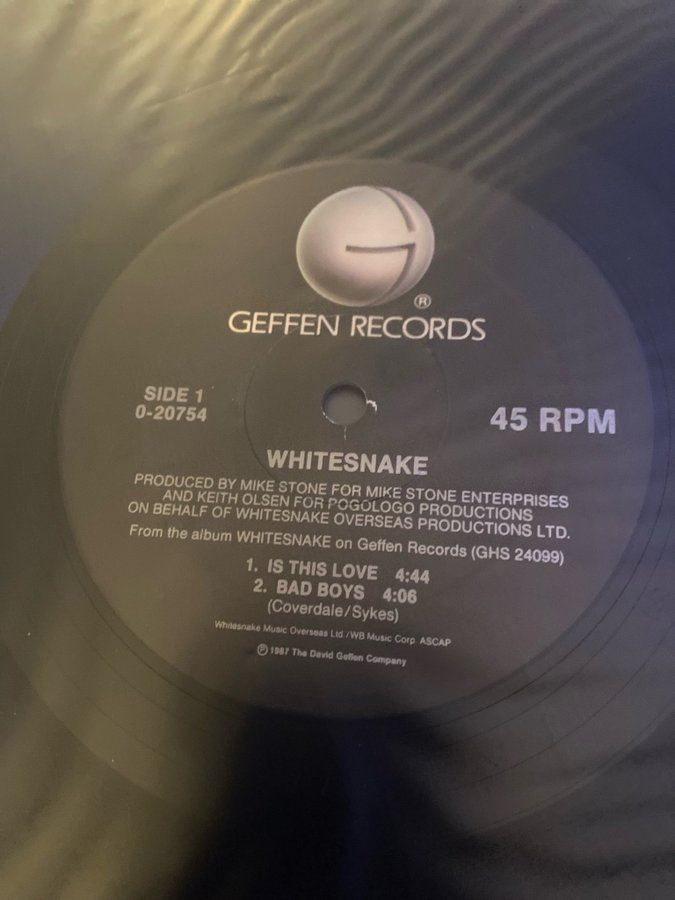 ®
GEFFEN RECORDS
SIDE 1
0-20754
45 RPM
WHITESNAKE
PRODUCED BY MIKE STONE FOR MIKE STONE ENTERPRISES
AND KEITH OLSEN FOR POGOLOGO PRODUCTIONS
ON BEHALF OF WHITESNAKE OVERSEAS PRODUCTIONS LTD.
From the album WHITESNAKE on Geffen Records (GHS 24099)
1. IS THIS LOVE 4:44
2. BAD BOYS 4:06
(Coverdale/Sykes)
Whitesnake Music Overseas Ltd./WB Music Corp. ASCAP
℗ 1987 The David Geffen Company